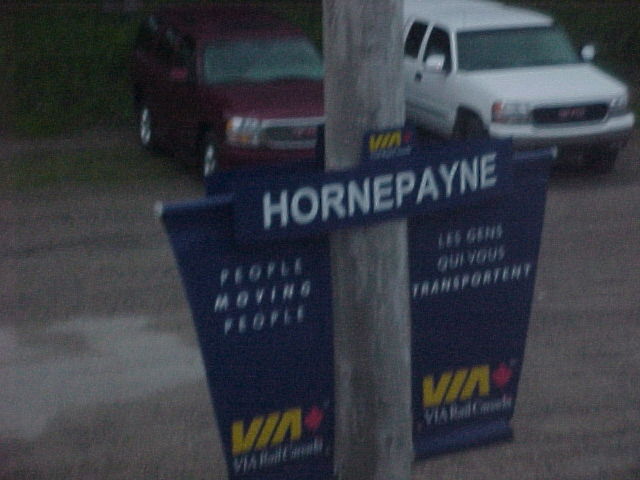 VIA
HORNEPAYNE
PEOPLE
MOVING
PEOPLE
VIA
VIA Rail Canada
LES GENS
QUI VOUS
TRANSPORTENT
VIA
VIA Rail Canada